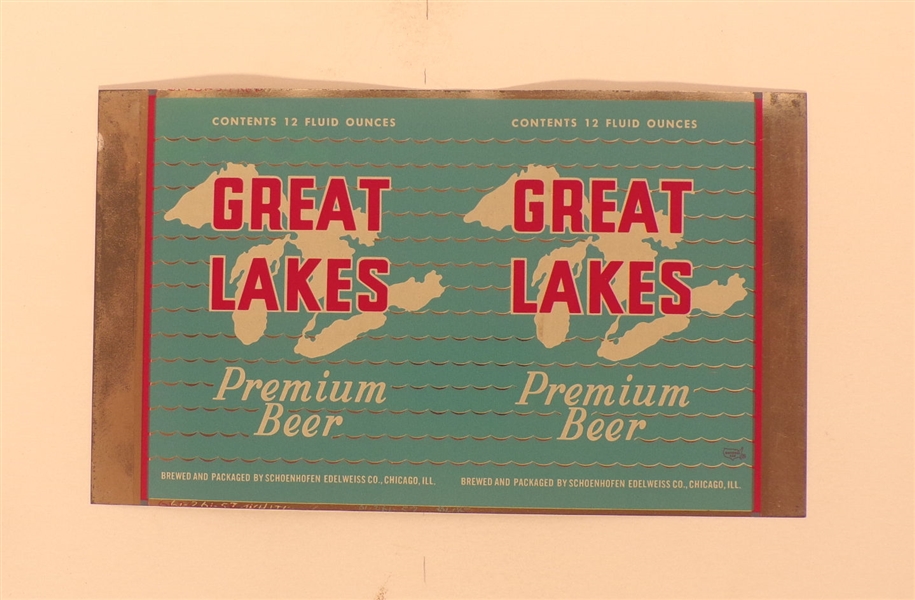 CONTENTS 12 FLUID OUNCES
GREAT
LAKES
Premium
Beer
BREWED AND PACKAGED BY SCHOENHOFEN EDELWEISS CO., CHICAGO, ILL.
CONTENTS 12 FLUID OUNCES
GREAT
LAKES
Premium
Beer
BREWED AND PACKAGED BY SCHOENHOFEN EDELWEISS CO., CHICAGO, ILL.